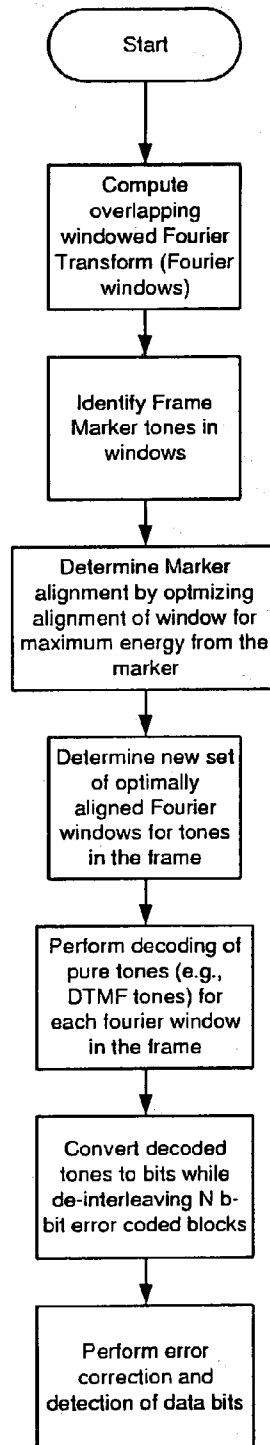 Start
Compute
overlapping
windowed Fourier
Transform (Fourier
windows)
Identify Frame
Marker tones in
windows
Determine Marker
alignment by optmizing
alignment of window for
maximum energy from the
marker
Determine new set
of optimally
aligned Fourier
windows for tones
in the frame
Perform decoding of
pure tones (e.g.,
DTMF tones) for
each fourier window
in the frame
Convert decoded
tones to bits while
de-interleaving N b-
bit error coded blocks
Perform error
correction and
detection of data bits